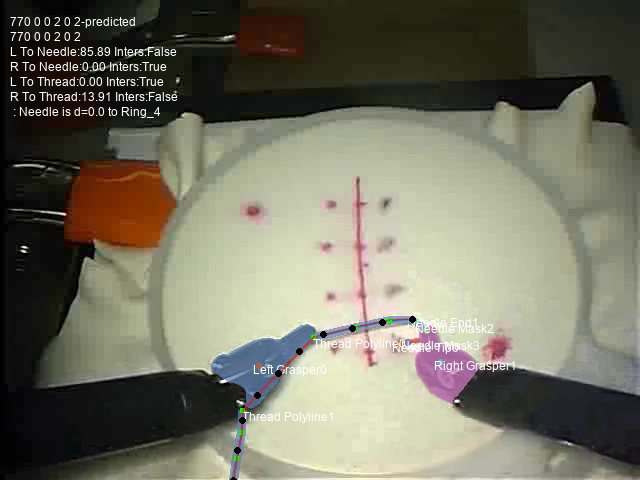 770 0 0 2 0 2-predicted
770 0 0 2 0 2
L To Needle:85.89 Inters:False
R To Needle:0.00 Inters:True
L To Thread:0.00 Inters:True
R To Thread:13.91 Inters:False
: Needle is d=0.0 to Ring_4
Needle End1
Needle Mask2
Thread Polyline0
Needle Mask3
Needle Tip0
Right Grasper1
Left Grasper0
Thread Polyline1